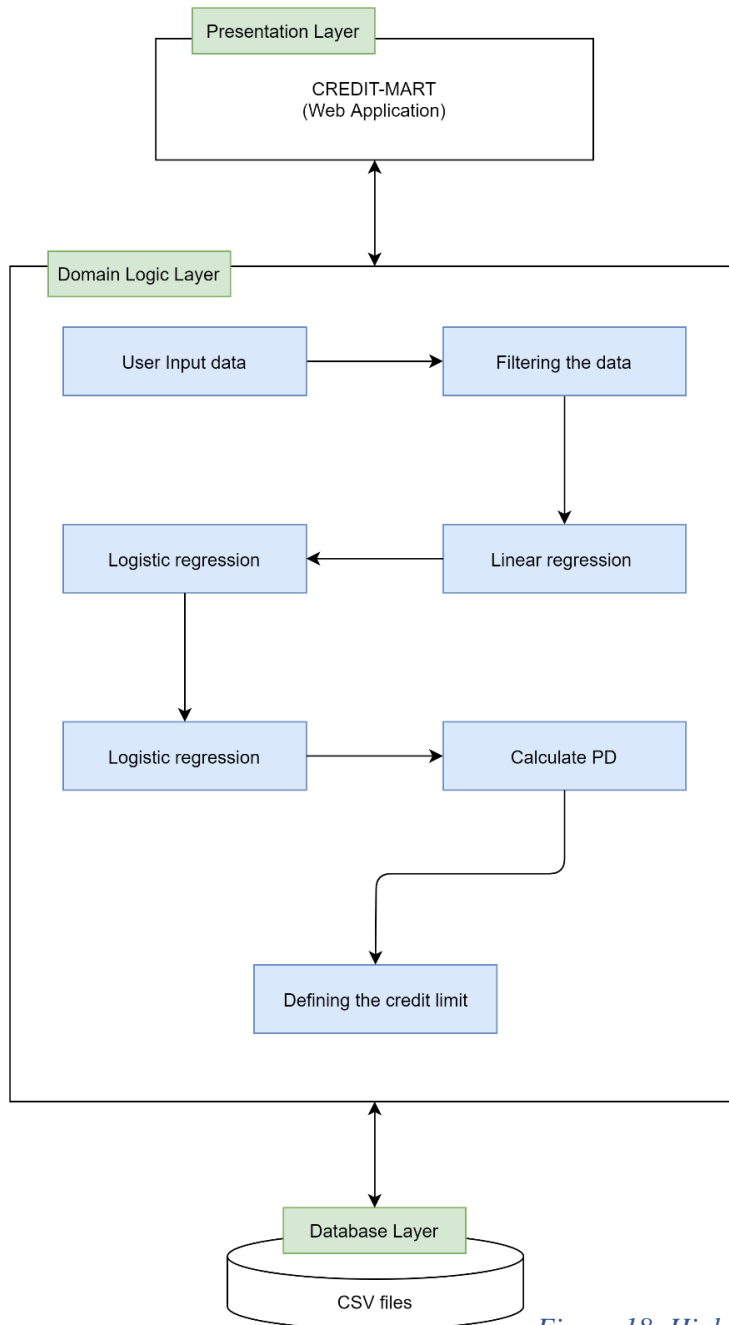 Presentation Layer
CREDIT-MART
(Web Application)
Domain Logic Layer
User Input data
Filtering the data
Logistic regression
Linear regression
Logistic regression
Calculate PD
Defining the credit limit
Database Layer
CSV files
Figure 18. High